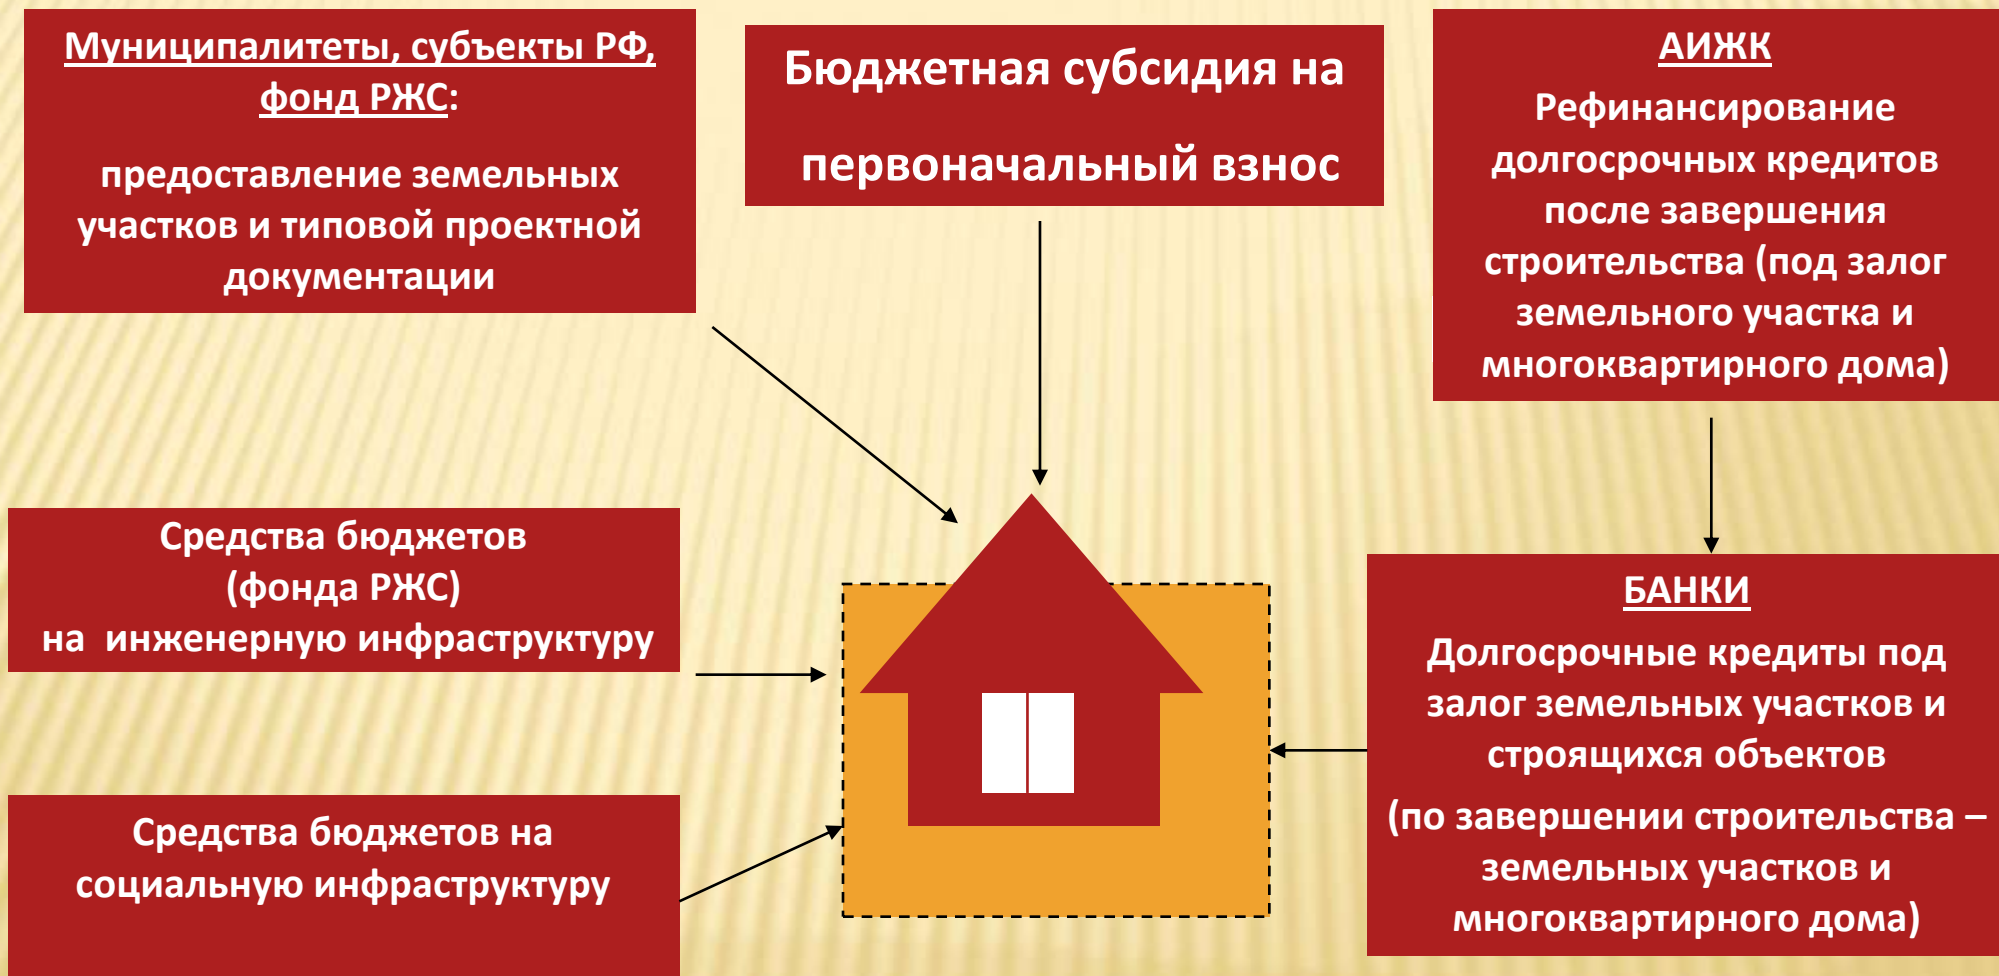 Муниципалитеты, субъекты РФ,
фонд РЖС:
предоставление земельных
участков и типовой проектной
документации
Бюджетная субсидия на
первоначальный взнос
АИЖК
Рефинансирование
долгосрочных кредитов
после завершения
строительства (под залог
земельного участка и
многоквартирного дома)
Средства бюджетов
(фонда РЖС)
на инженерную инфраструктуру
Средства бюджетов на
социальную инфраструктуру
БАНКИ
Долгосрочные кредиты под
залог земельных участков и
строящихся объектов
(по завершении строительства –
земельных участков и
многоквартирного дома)